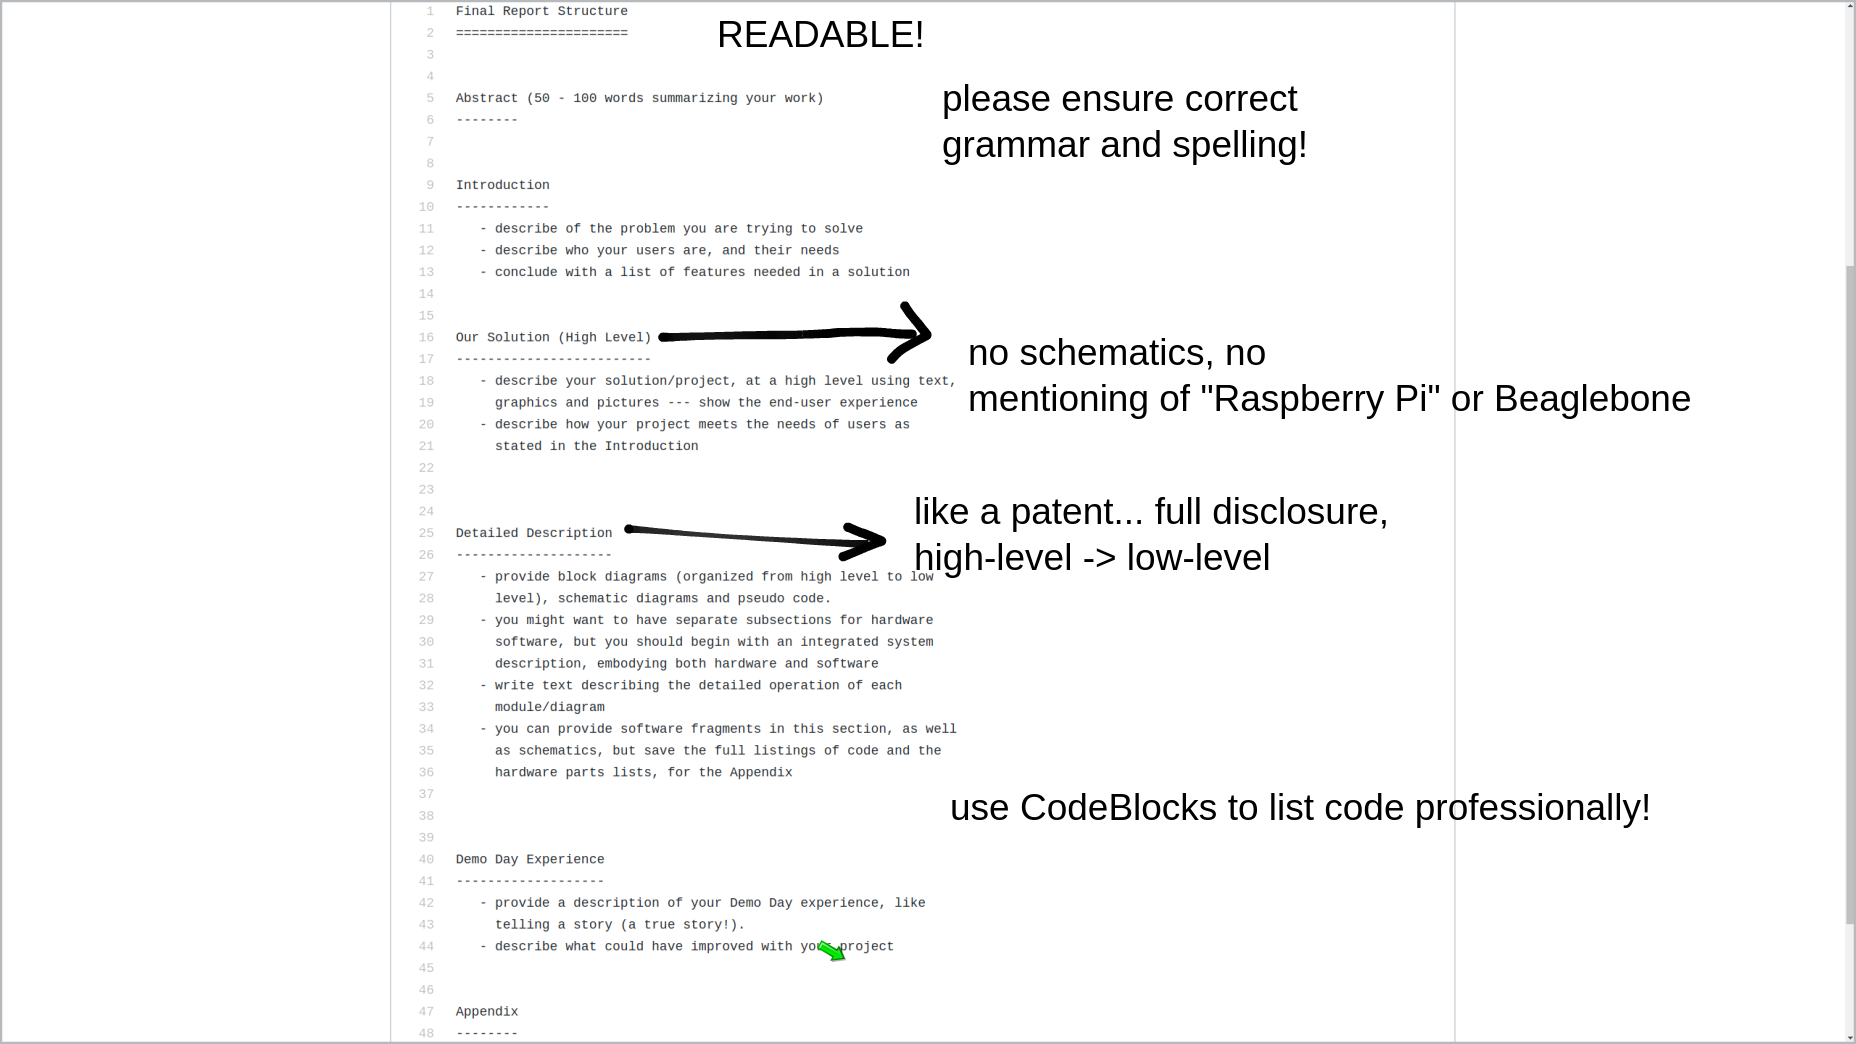 1 Final Report Structure
READABLE!
2 ======================
3
4
5 Abstract (50 - 100 words summarizing your work)
please ensure correct
6 --------
grammar and spelling!
7
8
9 Introduction
10 ------------
11 - describe of the problem you are trying to solve
12 - describe who your users are, and their needs
13 - conclude with a list of features needed in a solution
14
15
16 Our Solution (High Level)
no schematics, no
mentioning of "Raspberry Pi" or Beaglebone
17 -------------------------
18 - describe your solution/project, at a high level using text,
19 graphics and pictures --- show the end-user experience
20 - describe how your project meets the needs of users as
21 stated in the Introduction
22
23
24
25 Detailed Description
like a patent... full disclosure,
high-level -> low-level
26 --------------------
27 - provide block diagrams (organized from high level to low
28 level), schematic diagrams and pseudo code.
29 - you might want to have separate subsections for hardware
30 software, but you should begin with an integrated system
31 description, embodying both hardware and software
32 - write text describing the detailed operation of each
33 module/diagram
34 - you can provide software fragments in this section, as well
35 as schematics, but save the full listings of code and the
36 hardware parts lists, for the Appendix
37
use CodeBlocks to list code professionally!
38
39
40 Demo Day Experience
41 -------------------
42 - provide a description of your Demo Day experience, like
43 telling a story (a true story!).
44 - describe what could have improved with your project
45
46
47 Appendix
48 --------